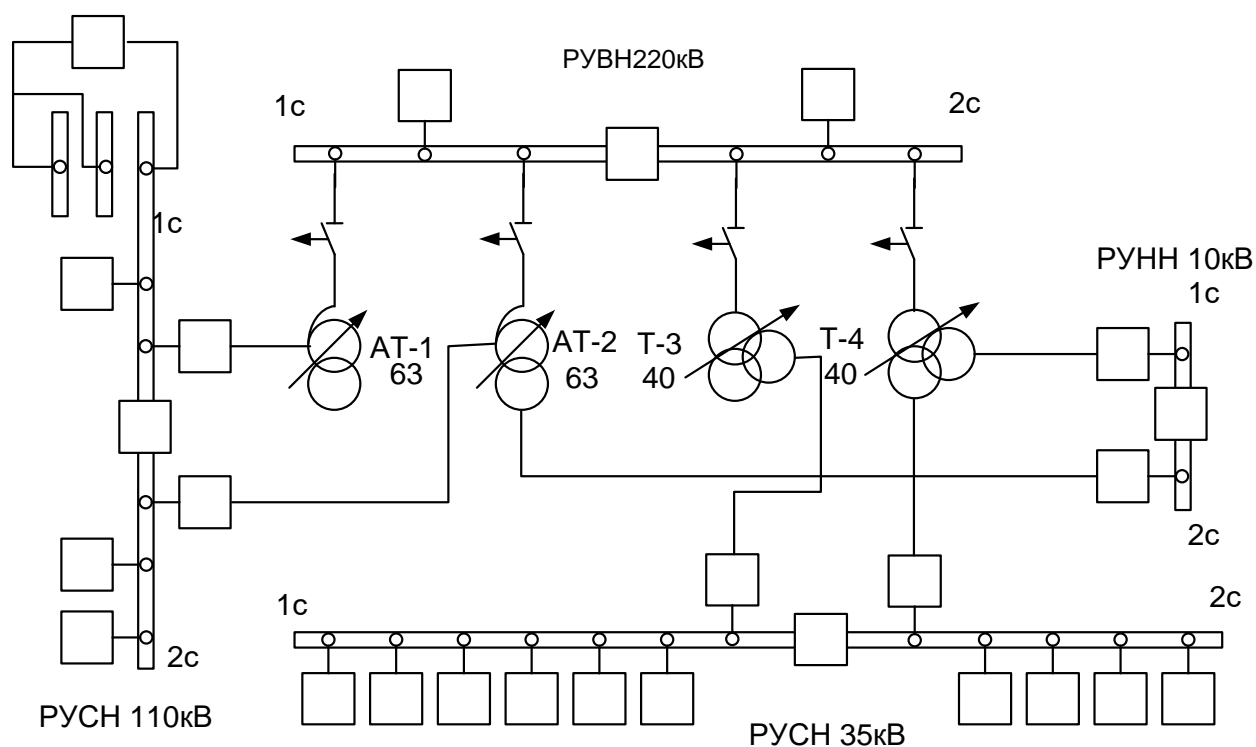 РУВН220кВ
1с
2с
1с
РУНН 10кВ
1с
АТ-1
63
АТ-2
63
Т-3
40
Т-4
40
2с
1с
2с
2с
РУСН 110кВ
РУСН 35кВ